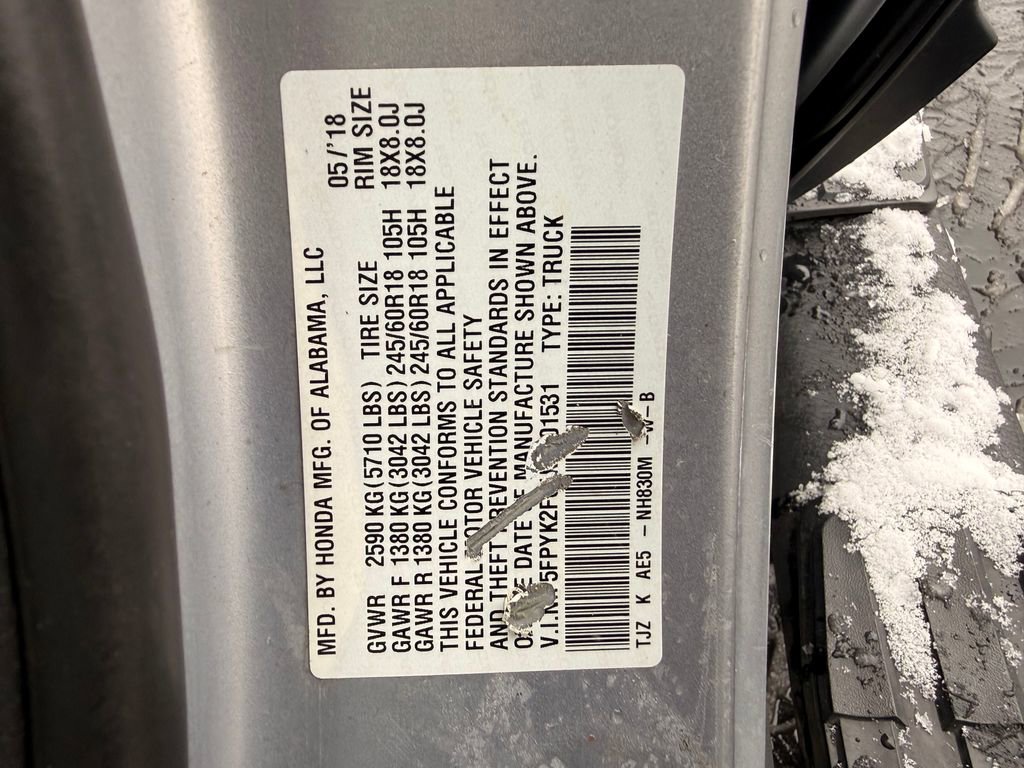 MFD. BY HONDA MFG. OF ALABAMA, LLC 05/'18
GVWR 2590 KG(5710 LBS) TIRE SIZE RIM SIZE
GAWR F 1380 KG(3042 LBS) 245/60R18 105H 18X8.0J
GAWR R 1380 KG(3042 LBS) 245/60R18 105H 18X8.0J
THIS VEHICLE CONFORMS TO ALL APPLICABLE
FEDERAL MOTOR VEHICLE SAFETY
AND THEFT PREVENTION STANDARDS IN EFFECT
DATE MANUFACTURE SHOWN ABOVE.
TYPE: TRUCK
TJZ K AE5 -NH830M -W-B